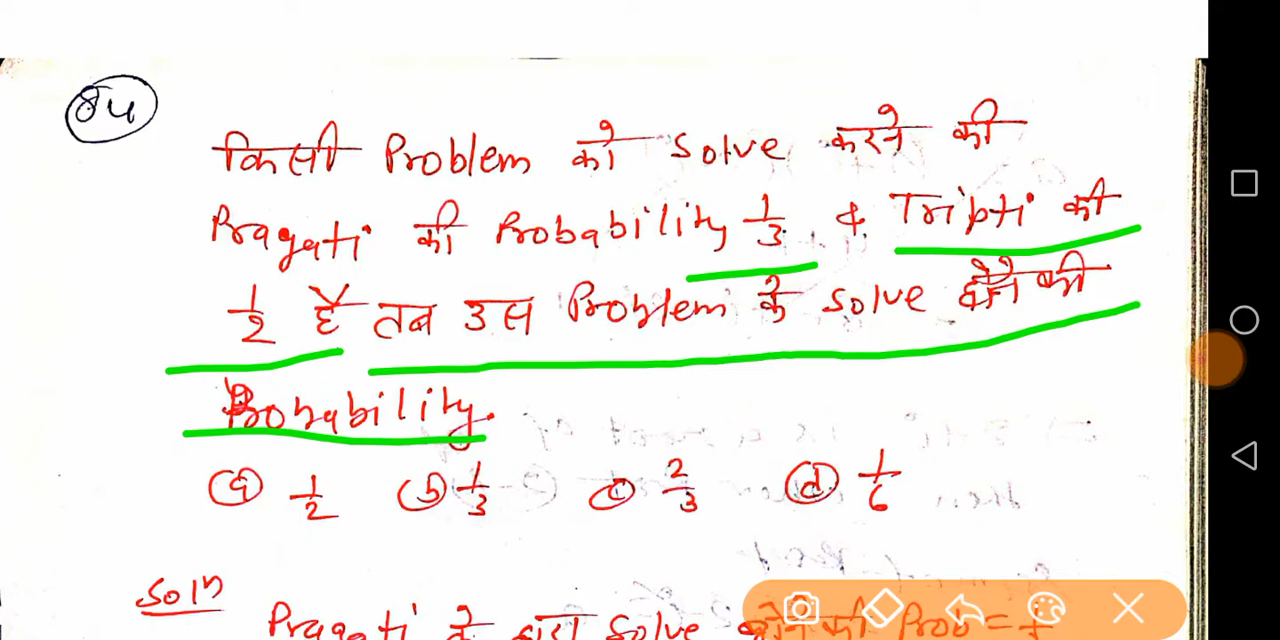 84
किसी Problem को solve करने की
Pragati की Probability 1/3 & Tripti की
1/2 है तब उस Problem के solve होने की
Probability.
(a) 1/2 (b) 1/3 (c) 2/3 (d) 1/6
Soln
Pragati के द्वारा solve होने की Prob =